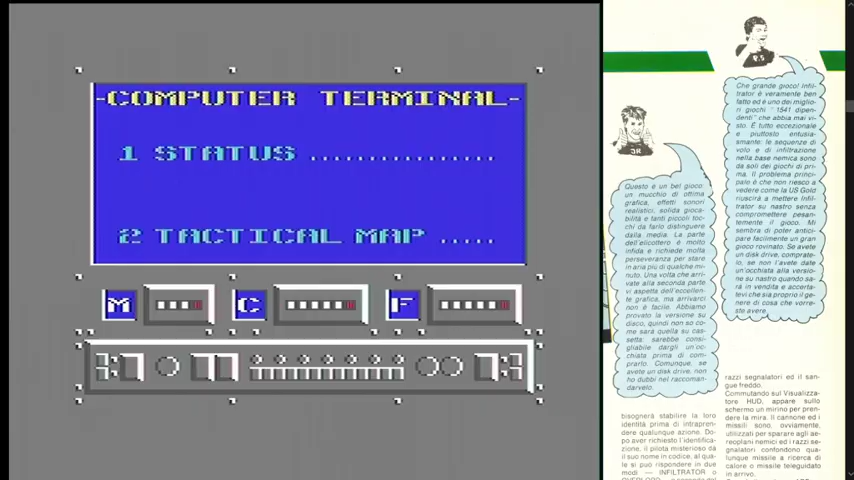 -COMPUTER TERMINAL-
1 STATUS ................
2 TACTICAL MAP .....
M
C
F
R.S
Che grande gioco! Infil-
trator è veramente ben
fatto ed è uno dei miglio-
ri giochi "1541 dipen-
denti" che abbia mai vi-
sto. È tutto eccezionale
e piuttosto entusia-
smante: le sequenze di
volo e di infiltrazione
nella base nemica sono
da soli dei giochi di pri-
ma. Il problema princi-
pale è che non riesco a
vedere come la US Gold
riuscirà a mettere Infil-
trator su nastro senza
compromettere pesan-
temente il gioco. Mi
sembra di poter antici-
pare facilmente un gran
gioco rovinato. Se avete
un disk drive, comprate-
lo, se non l'avete date
un'occhiata alla versio-
ne su nastro quando sa-
rà in vendita e accerta-
tevi che sia proprio il ge-
nere di cosa che vorre-
ste avere.
JR
Questo è un bel gioco:
un mucchio di ottima
grafica, effetti sonori
realistici, solida gioca-
bilità e tanti piccoli toc-
chi da farlo distinguere
dalla media. La parte
dell'elicottero è molto
infida e richiede molta
perseveranza per stare
in aria più di qualche mi-
nuto. Una volta che arri-
vate alla seconda parte
vi aspetta dell'eccellen-
te grafica, ma arrivarci
non è facile. Abbiamo
provato la versione su
disco, quindi non so co-
me sarà quella su cas-
setta: sarebbe consi-
gliabile dargli un'oc-
chiata prima di com-
prarlo. Comunque, se
avete un disk drive, non
ho dubbi nel raccoman-
darvelo.
bisognerà stabilire la loro
identità prima di intrapren-
dere qualunque azione. Do-
po aver richiesto l'identifica-
zione, il pilota misterioso dà
il suo nome in codice, al qua-
le si può rispondere in due
modi — INFILTRATOR o
razzi segnalatori ed il san-
gue freddo.
Commutando sul Visualizza-
tore HUD, appare sullo
schermo un mirino per pren-
dere la mira. Il cannone ed i
missili sono, ovviamente,
utilizzati per sparare agli ae-
roplani nemici ed i razzi se-
gnalatori confondono qua-
lunque missile a ricerca di
calore o missile teleguidato
in arrivo.